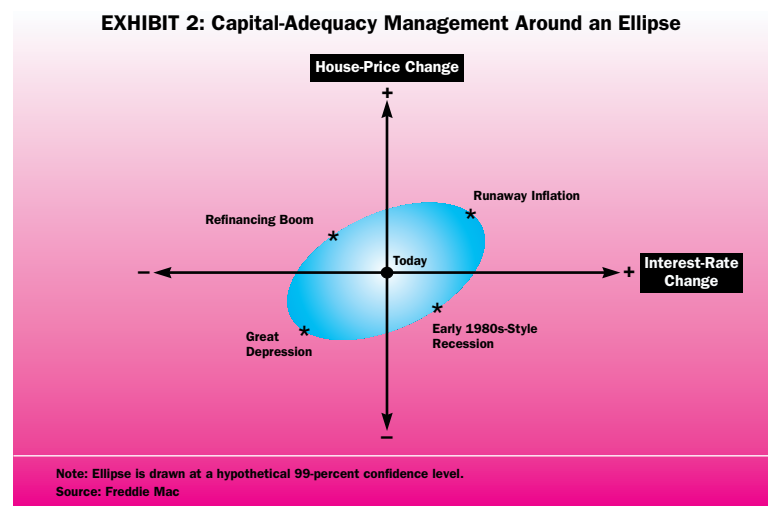 EXHIBIT 2: Capital-Adequacy Management Around an Ellipse
House-Price Change
+
Runaway Inflation
*
Refinancing Boom
*
Today
–
+
Interest-Rate
Change
*
Early 1980s-Style
Recession
*
Great
Depression
–
Note: Ellipse is drawn at a hypothetical 99-percent confidence level.
Source: Freddie Mac